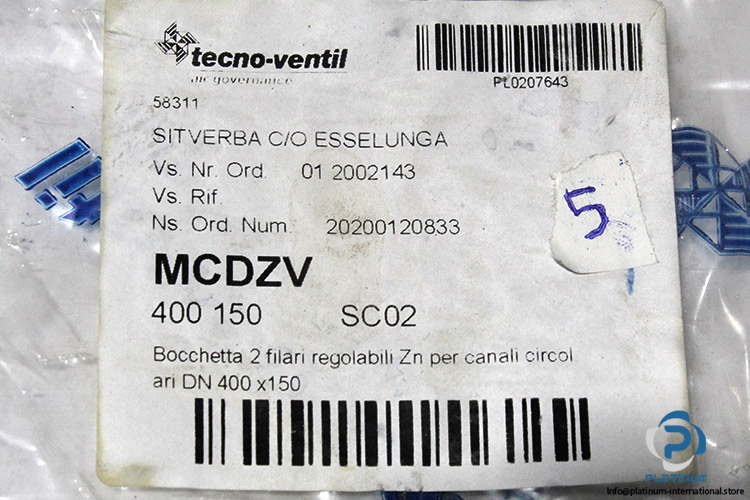 tecno-ventil
air governance
PL0207643
58311
SITVERBA C/O ESSELUNGA
Vs. Nr. Ord. 01 2002143
Vs. Rif.
Ns. Ord. Num. 20200120833
5
MCDZV
400 150 SC02
Bocchetta 2 filari regolabili Zn per canali circol
ari DN 400 x150
PLATINUM
info@platinum-international.store